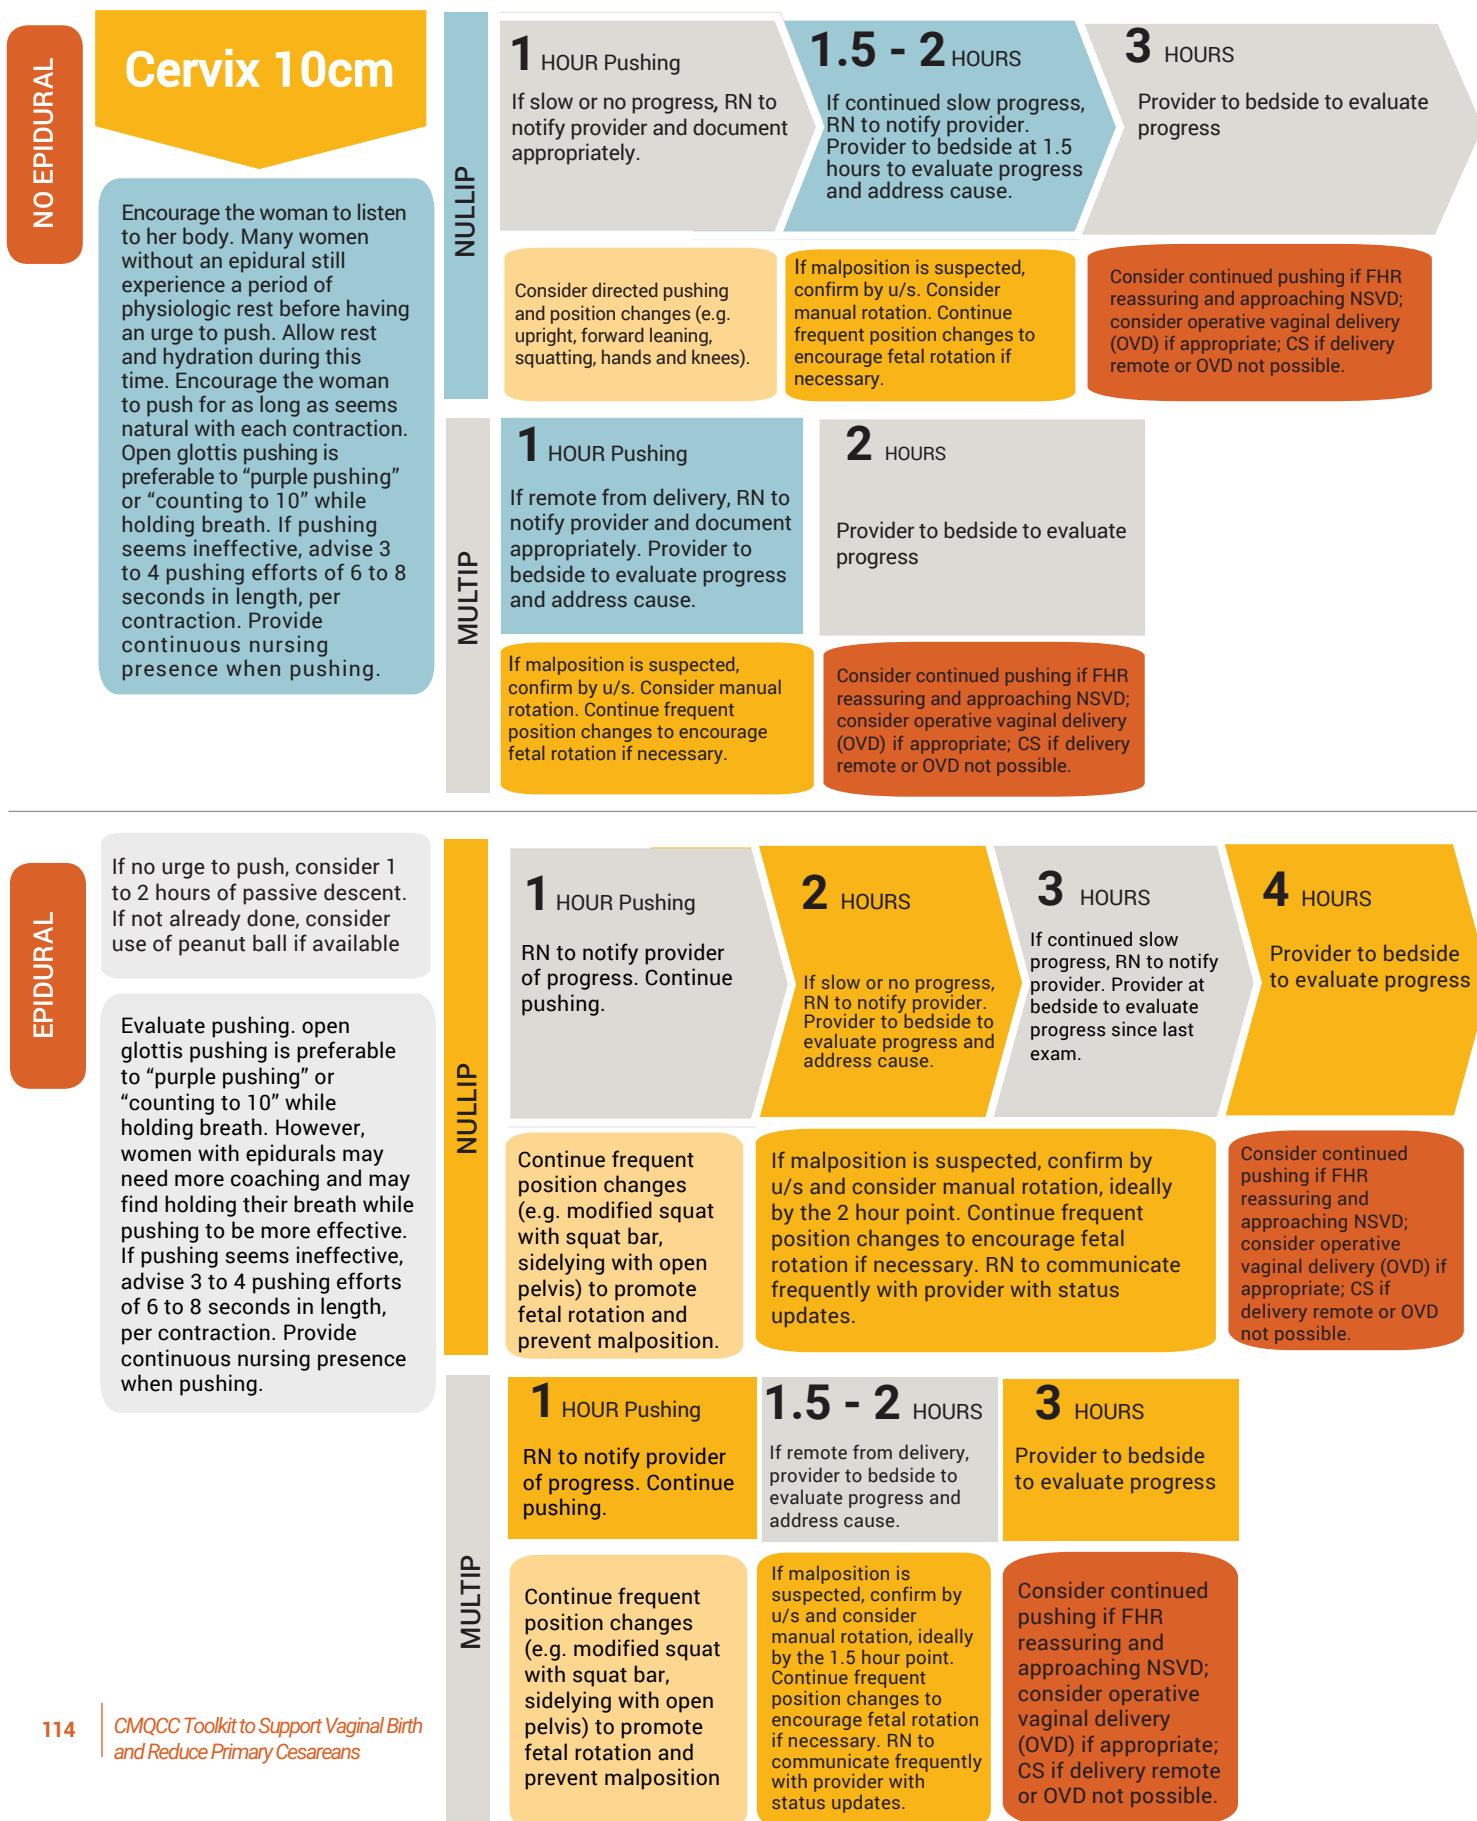 NO EPIDURAL
Cervix 10cm
Encourage the woman to listen
to her body. Many women
without an epidural still
experience a period of
physiologic rest before having
an urge to push. Allow rest
and hydration during this
time. Encourage the woman
to push for as long as seems
natural with each contraction.
Open glottis pushing is
preferable to “purple pushing”
or “counting to 10” while
holding breath. If pushing
seems ineffective, advise 3
to 4 pushing efforts of 6 to 8
seconds in length, per
contraction. Provide
continuous nursing
presence when pushing.
NULLIP
1 HOUR Pushing
If slow or no progress, RN to
notify provider and document
appropriately.
1.5 - 2 HOURS
If continued slow progress,
RN to notify provider.
Provider to bedside at 1.5
hours to evaluate progress
and address cause.
3 HOURS
Provider to bedside to evaluate
progress
Consider directed pushing
and position changes (e.g.
upright, forward leaning,
squatting, hands and knees).
If malposition is suspected,
confirm by u/s. Consider
manual rotation. Continue
frequent position changes to
encourage fetal rotation if
necessary.
Consider continued pushing if FHR
reassuring and approaching NSVD;
consider operative vaginal delivery
(OVD) if appropriate; CS if delivery
remote or OVD not possible.
MULTIP
1 HOUR Pushing
If remote from delivery, RN to
notify provider and document
appropriately. Provider to
bedside to evaluate progress
and address cause.
2 HOURS
Provider to bedside to evaluate
progress
If malposition is suspected,
confirm by u/s. Consider manual
rotation. Continue frequent
position changes to encourage
fetal rotation if necessary.
Consider continued pushing if FHR
reassuring and approaching NSVD;
consider operative vaginal delivery
(OVD) if appropriate; CS if delivery
remote or OVD not possible.
EPIDURAL
If no urge to push, consider 1
to 2 hours of passive descent.
If not already done, consider
use of peanut ball if available
Evaluate pushing. open
glottis pushing is preferable
to “purple pushing” or
“counting to 10” while
holding breath. However,
women with epidurals may
need more coaching and may
find holding their breath while
pushing to be more effective.
If pushing seems ineffective,
advise 3 to 4 pushing efforts
of 6 to 8 seconds in length,
per contraction. Provide
continuous nursing presence
when pushing.
NULLIP
1 HOUR Pushing
RN to notify provider
of progress. Continue
pushing.
2 HOURS
If slow or no progress,
RN to notify provider.
Provider to bedside to
evaluate progress and
address cause.
3 HOURS
If continued slow
progress, RN to notify
provider. Provider at
bedside to evaluate
progress since last
exam.
4 HOURS
Provider to bedside
to evaluate progress
Continue frequent
position changes
(e.g. modified squat
with squat bar,
sidelying with open
pelvis) to promote
fetal rotation and
prevent malposition.
If malposition is suspected, confirm by
u/s and consider manual rotation, ideally
by the 2 hour point. Continue frequent
position changes to encourage fetal
rotation if necessary. RN to communicate
frequently with provider with status
updates.
Consider continued
pushing if FHR
reassuring and
approaching NSVD;
consider operative
vaginal delivery (OVD) if
appropriate; CS if
delivery remote or OVD
not possible.
MULTIP
1 HOUR Pushing
RN to notify provider
of progress. Continue
pushing.
1.5 - 2 HOURS
If remote from delivery,
provider to bedside to
evaluate progress and
address cause.
3 HOURS
Provider to bedside
to evaluate progress
Continue frequent
position changes
(e.g. modified squat
with squat bar,
sidelying with open
pelvis) to promote
fetal rotation and
prevent malposition
If malposition is
suspected, confirm by
u/s and consider
manual rotation, ideally
by the 1.5 hour point.
Continue frequent
position changes to
encourage fetal rotation
if necessary. RN to
communicate frequently
with provider with
status updates.
Consider continued
pushing if FHR
reassuring and
approaching NSVD;
consider operative
vaginal delivery
(OVD) if appropriate;
CS if delivery remote
or OVD not possible.
114
CMQCC Toolkit to Support Vaginal Birth
and Reduce Primary Cesareans